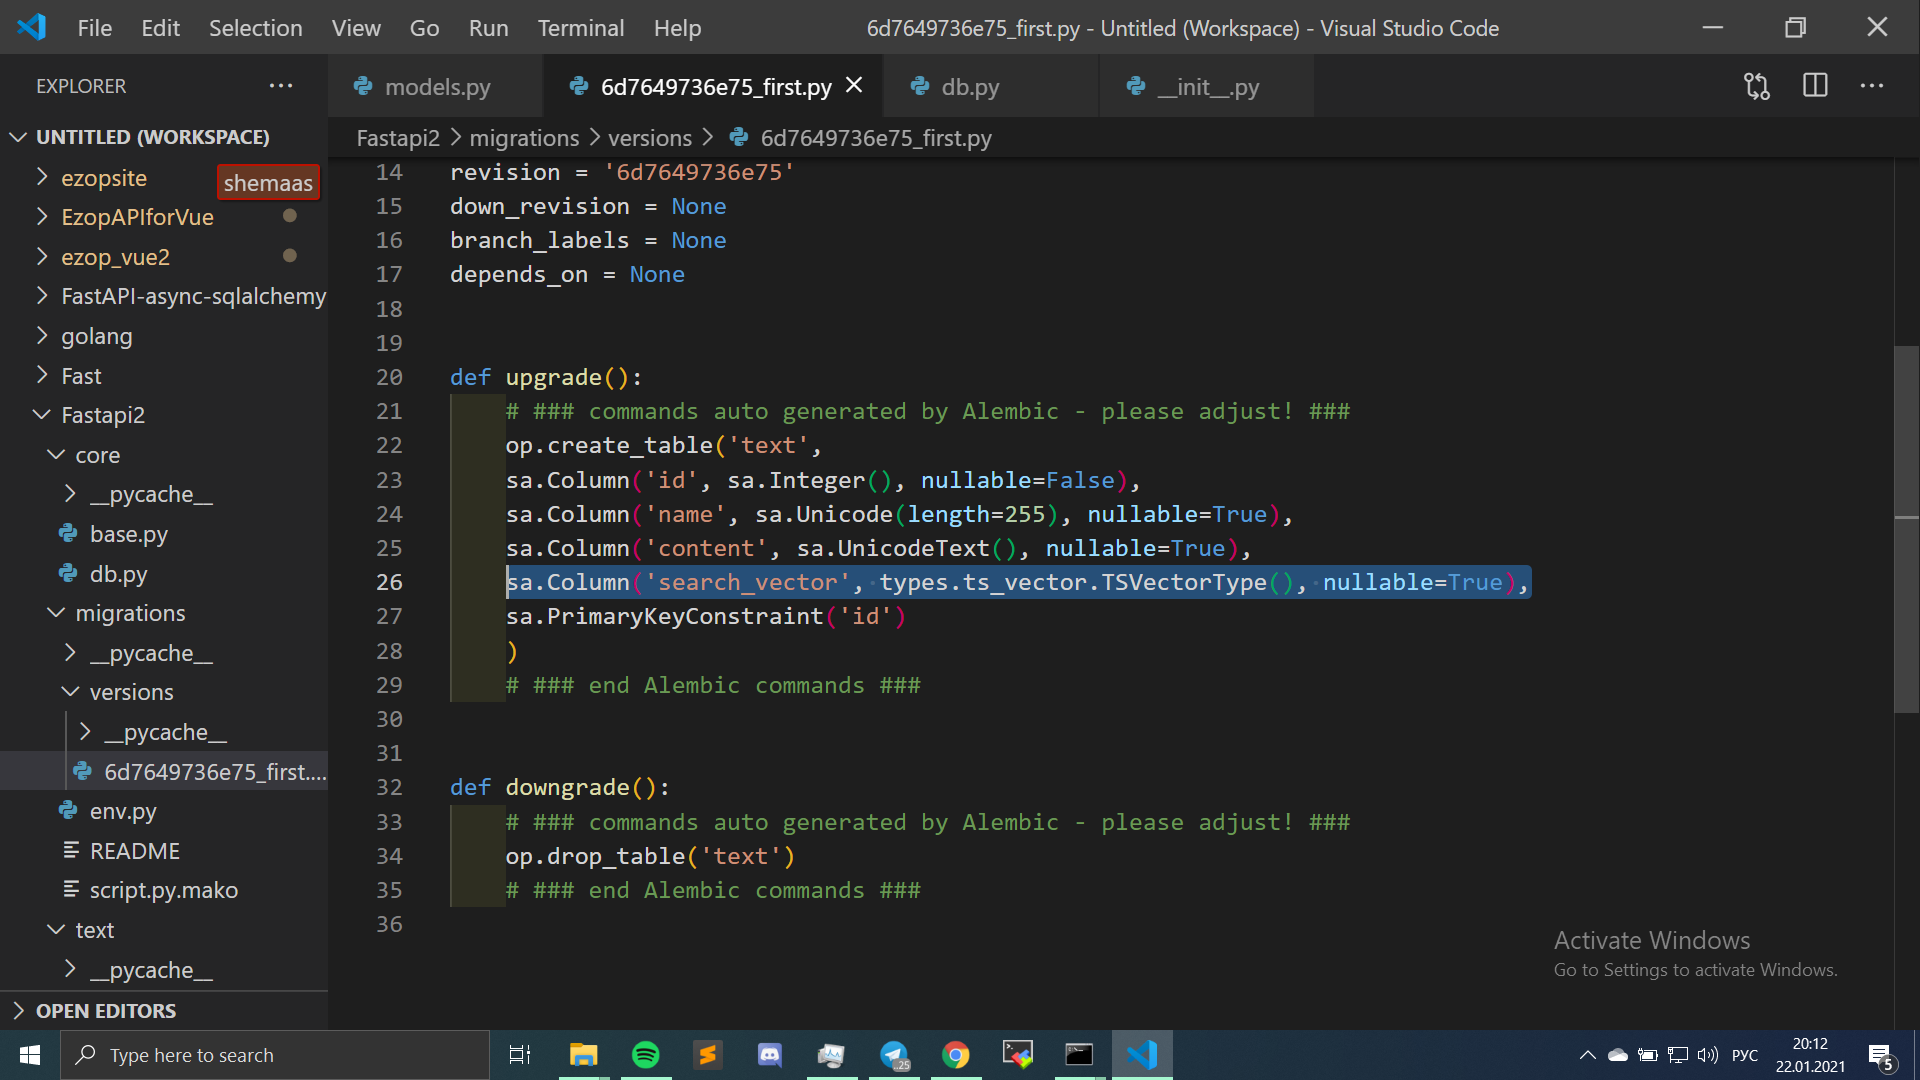 File Edit Selection View Go Run Terminal Help
6d7649736e75_first.py - Untitled (Workspace) - Visual Studio Code
EXPLORER
models.py
6d7649736e75_first.py
db.py
__init__.py
UNTITLED (WORKSPACE)
Fastapi2 migrations versions 6d7649736e75_first.py
ezopsite
shemaas
EzopAPIforVue
ezop_vue2
FastAPI-async-sqlalchemy
golang
Fast
Fastapi2
core
__pycache__
base.py
db.py
migrations
__pycache__
versions
__pycache__
6d7649736e75_first....
env.py
README
script.py.mako
text
__pycache__
OPEN EDITORS
14 revision = '6d7649736e75'
15 down_revision = None
16 branch_labels = None
17 depends_on = None
18
19
20 def upgrade():
21 # ### commands auto generated by Alembic - please adjust! ###
22 op.create_table('text',
23 sa.Column('id', sa.Integer(), nullable=False),
24 sa.Column('name', sa.Unicode(length=255), nullable=True),
25 sa.Column('content', sa.UnicodeText(), nullable=True),
26 sa.Column('search_vector', types.ts_vector.TSVectorType(), nullable=True),
27 sa.PrimaryKeyConstraint('id')
28 )
29 # ### end Alembic commands ###
30
31
32 def downgrade():
33 # ### commands auto generated by Alembic - please adjust! ###
34 op.drop_table('text')
35 # ### end Alembic commands ###
36
Activate Windows
Go to Settings to activate Windows.
Type here to search
25
РУС
20:12
22.01.2021
5